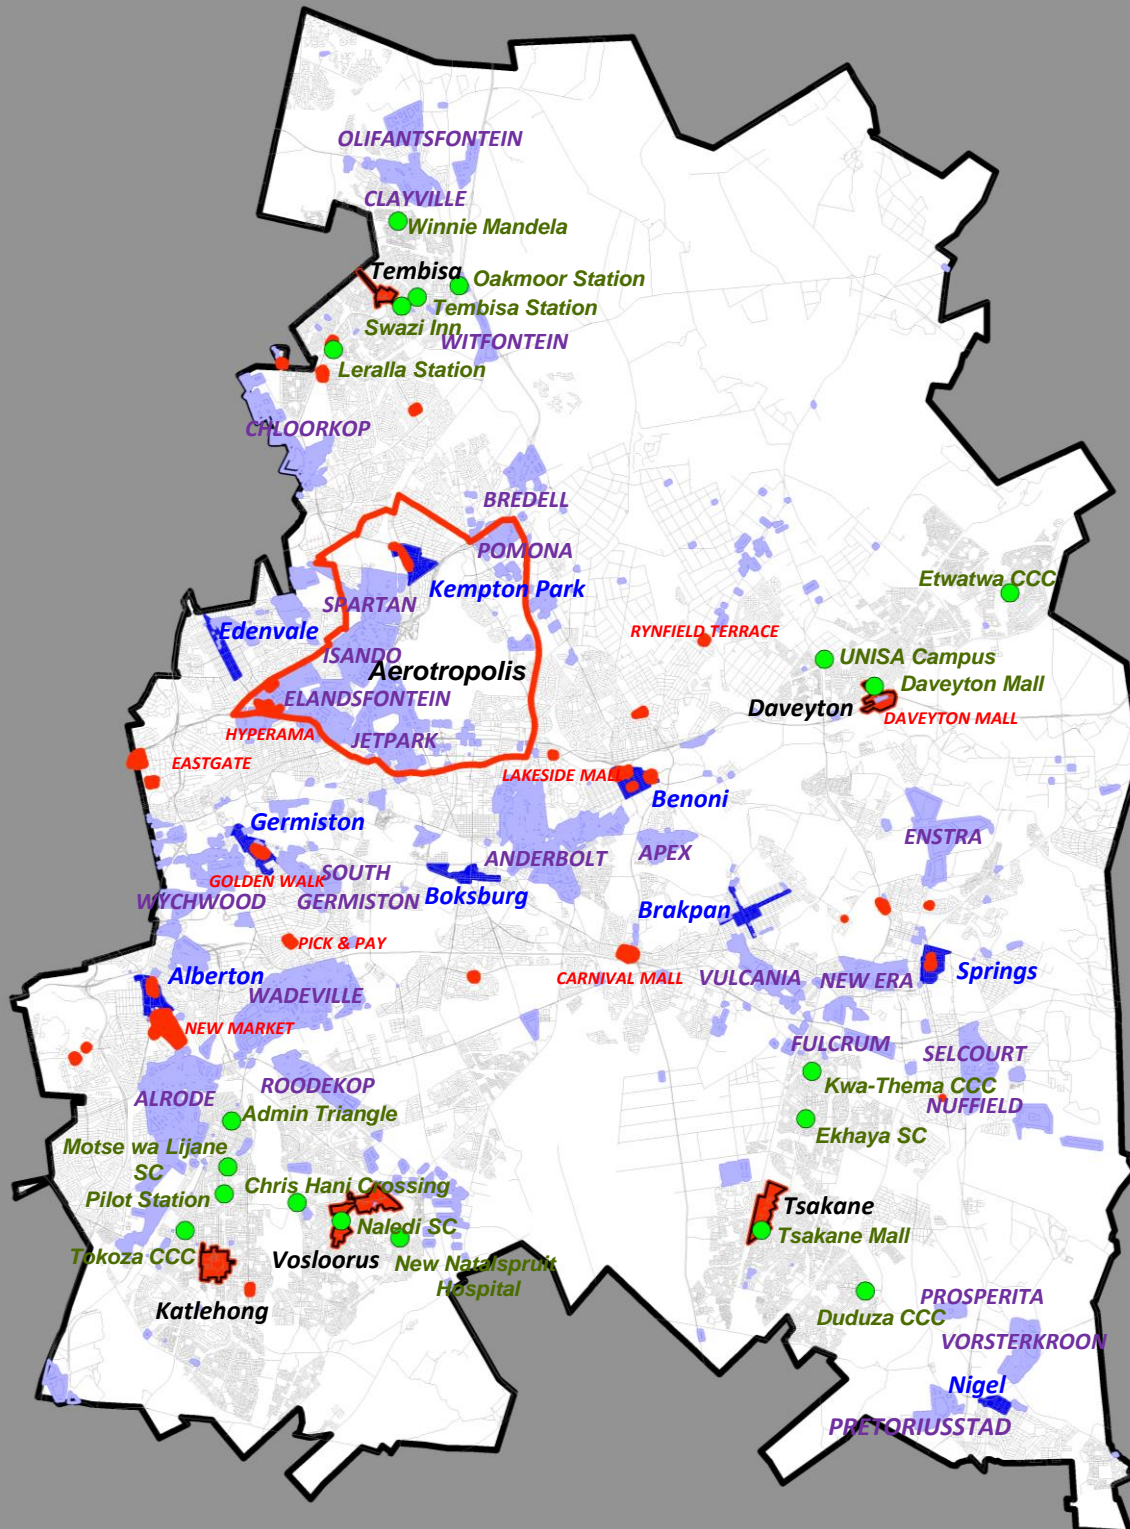 OLIFANTSFONTEIN
CLAYVILLE
Winnie Mandela
Tembisa
Oakmoor Station
Tembisa Station
Swazi Inn
WITFONTEIN
Leralla Station
CHLOORKOP
BREDELL
POMONA
Etwatwa CCC
Kempton Park
SPARTAN
Edenvale
RYNFIELD TERRACE
ISANDO
UNISA Campus
Aerotropolis
Daveyton Mall
ELANDSFONTEIN
Daveyton
DAVEYTON MALL
HYPERAMA
JETPARK
EASTGATE
LAKESIDE MALL
Benoni
Germiston
ENSTRA
ANDERBOLT
APEX
SOUTH
GERMISTON
GOLDEN WALK
WYCHWOOD
Boksburg
Brakpan
PICK & PAY
Alberton
CARNIVAL MALL
VULCANIA
NEW ERA
Springs
WADEVILLE
NEW MARKET
FULCRUM
SELCOURT
ROODEKOP
Kwa-Thema CCC
ALRODE
NUFFIELD
Admin Triangle
Ekhaya SC
Motse wa Lijane
SC
Chris Hani Crossing
Pilot Station
Tsakane
Naledi SC
Tsakane Mall
Tokoza CCC
Vosloorus
New Natalspruit
Hospital
PROSPERITA
Katlehong
Duduza CCC
VORSTERKROON
Nigel
PRETORIUSSTAD